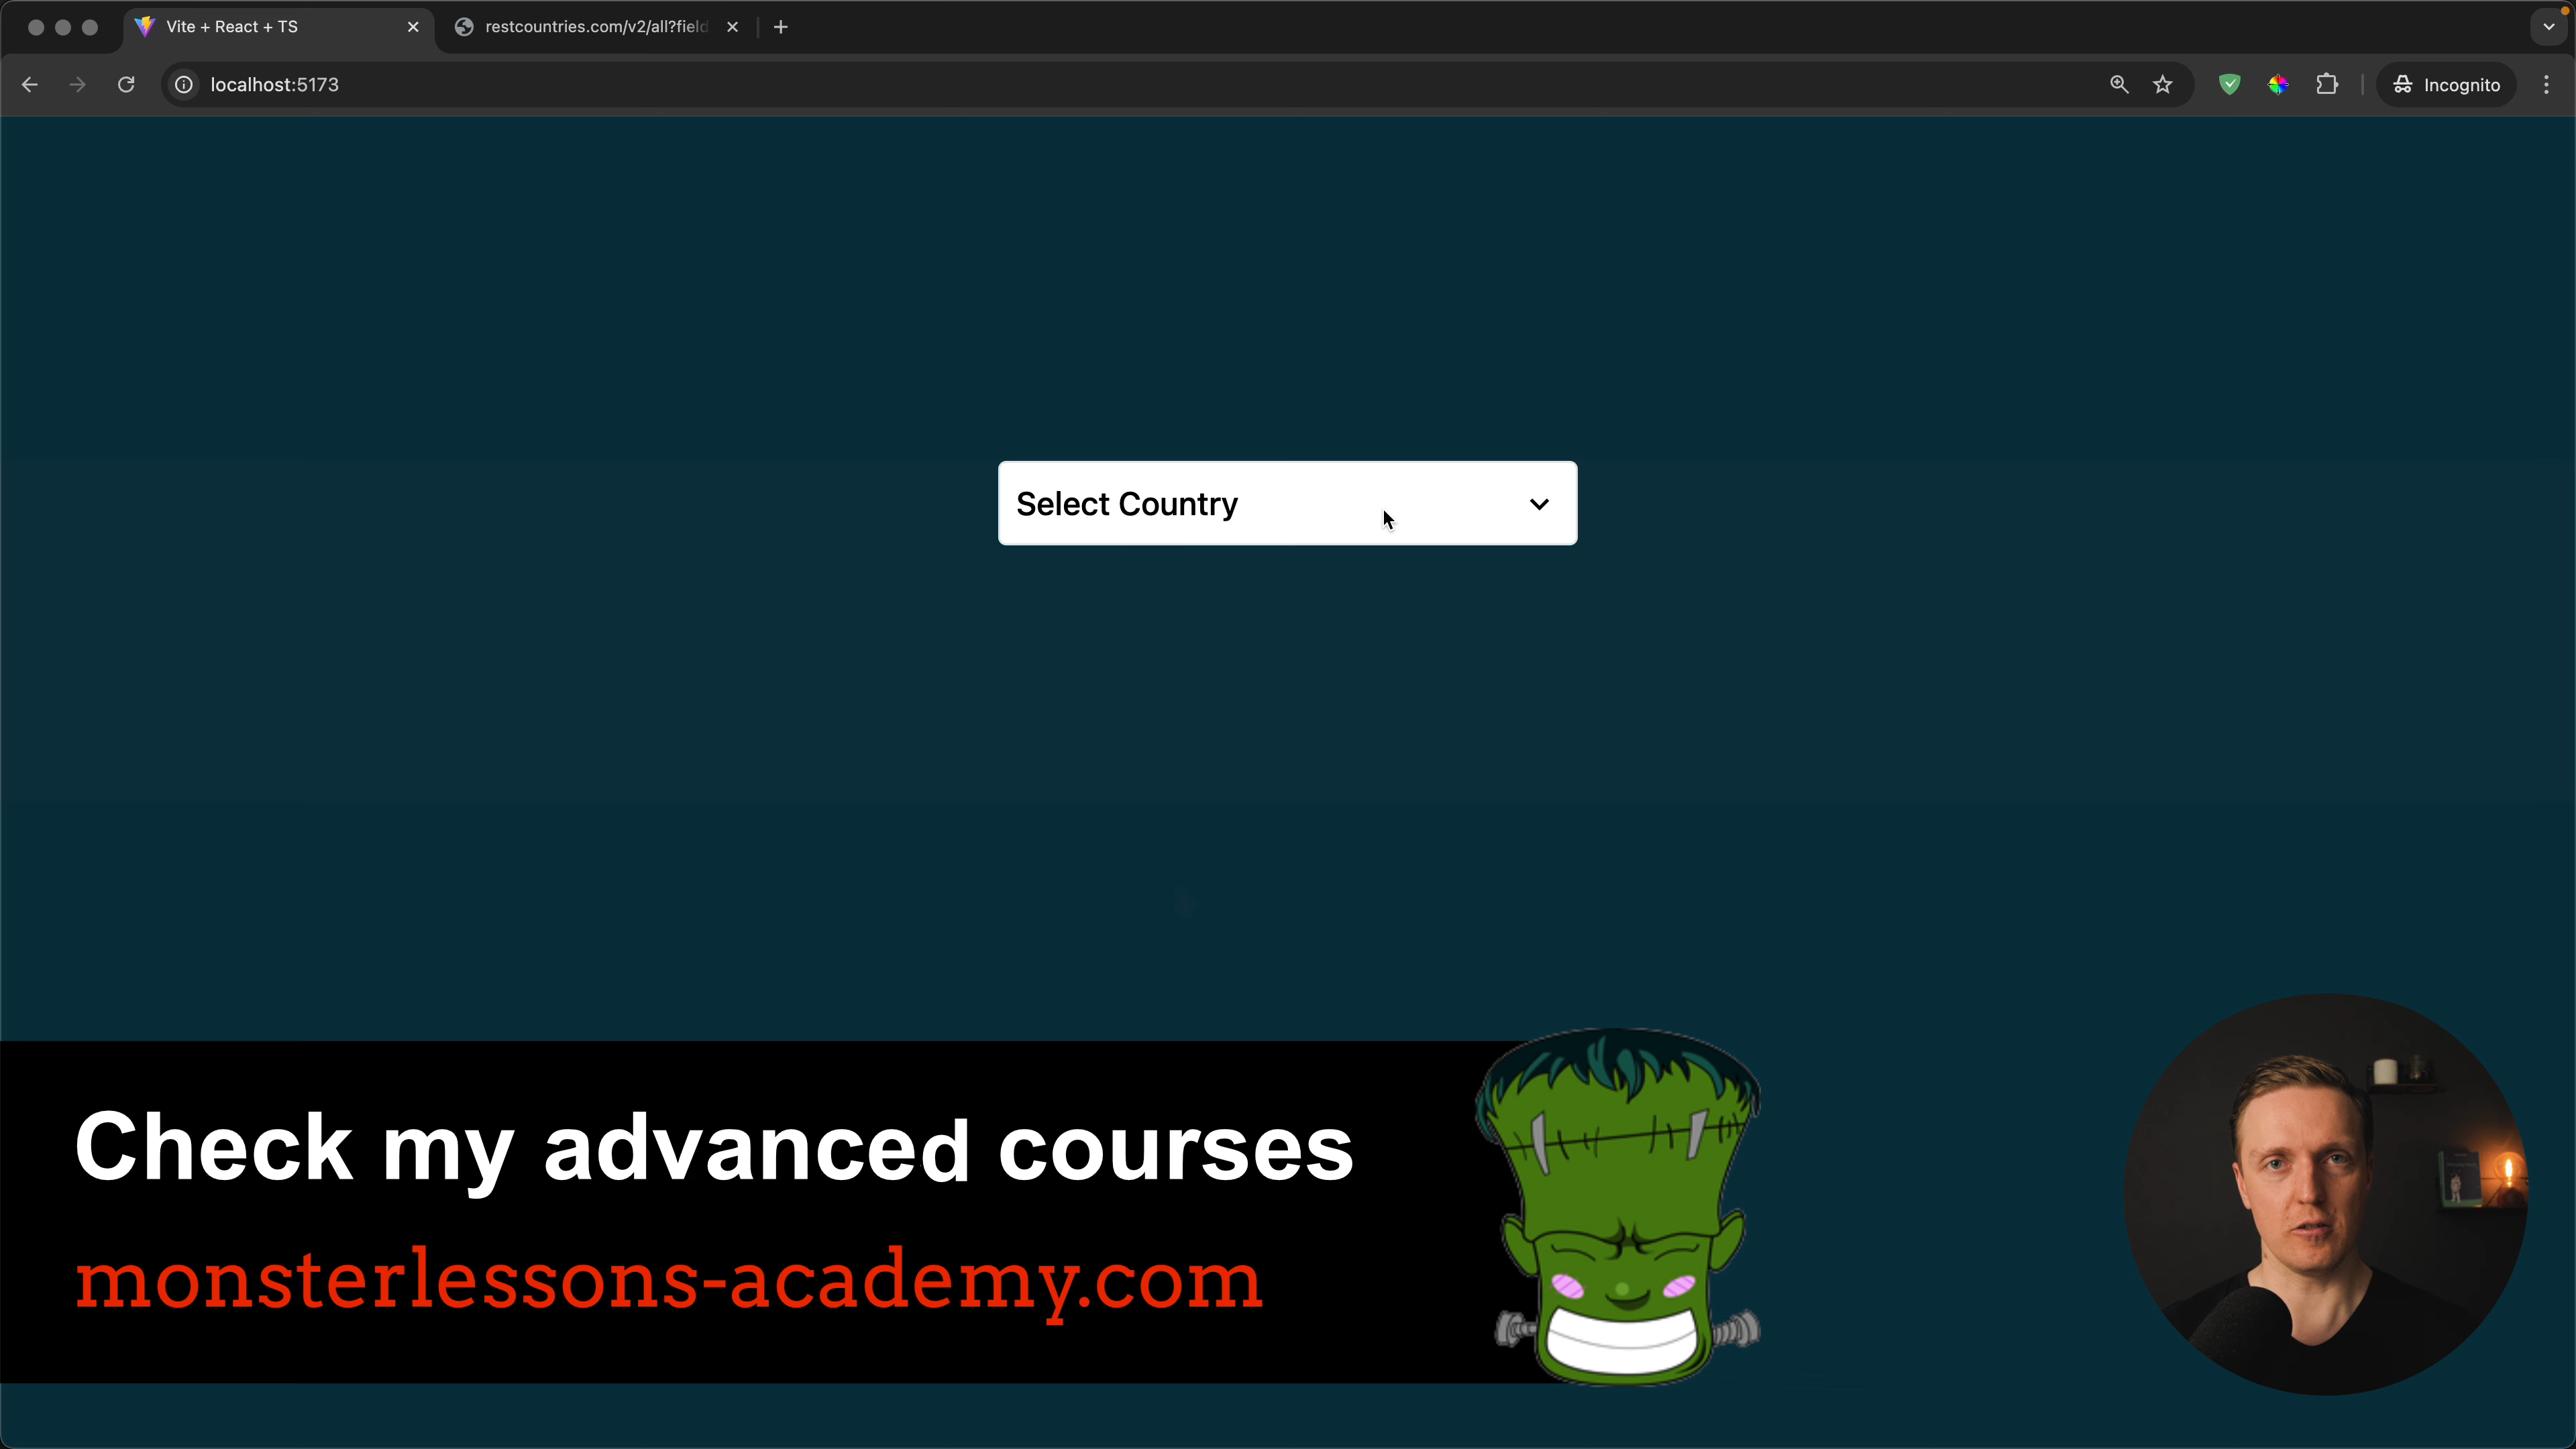 Vite + React + TS
restcountries.com/v2/all?field
localhost:5173
Incognito
Select Country
Check my advanced courses
monsterlessons-academy.com